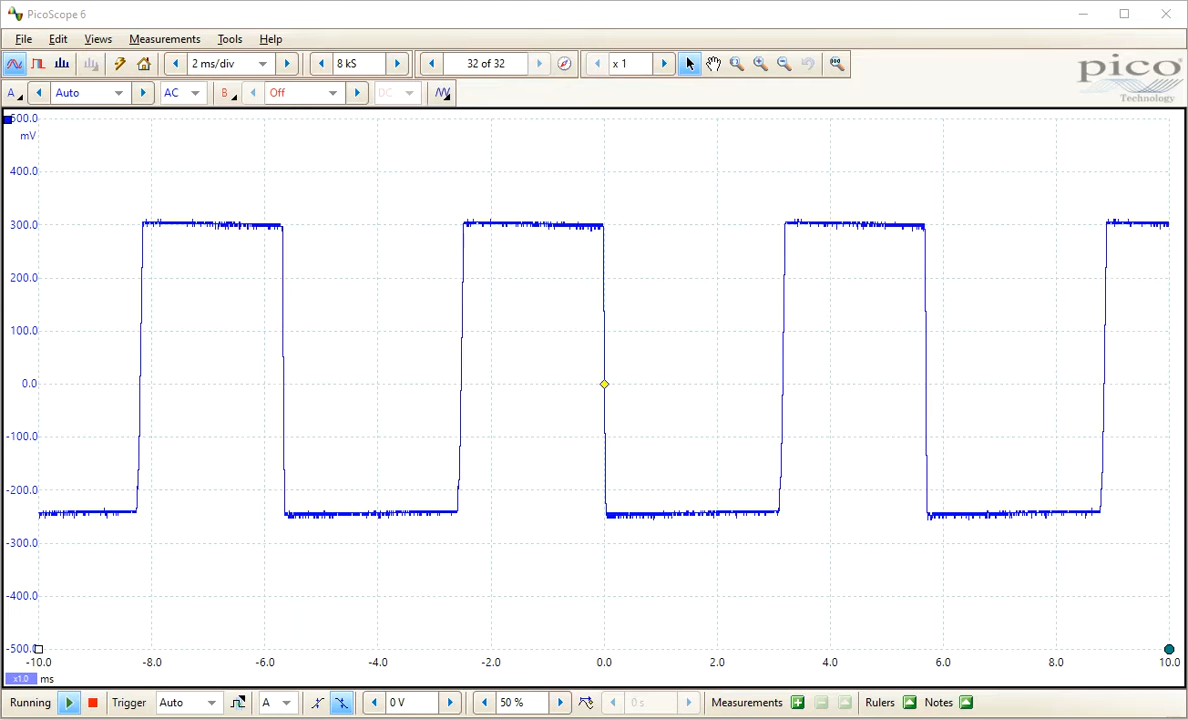 PicoScope 6
File Edit Views Measurements Tools Help
2 ms/div 8 kS 32 of 32 x 1
pico
Technology
A Auto AC B Off DC
500.0
mV
400.0
300.0
200.0
100.0
0.0
-100.0
-200.0
-300.0
-400.0
-500.0
-10.0 -8.0 -6.0 -4.0 -2.0 0.0 2.0 4.0 6.0 8.0 10.0
x1.0 ms
Running Trigger Auto A 0 V 50 % 0 s Measurements Rulers Notes